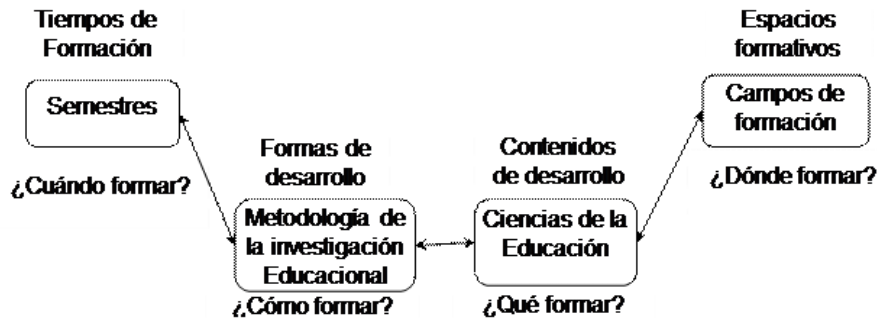 Tiempos de
Formación
Semestres
¿Cuándo formar?
Formas de
desarrollo
Metodología de
la investigación
Educacional
¿Cómo formar?
Contenidos
de desarrollo
Ciencias de la
Educación
¿Qué formar?
Espacios
formativos
Campos de
formación
¿Dónde formar?